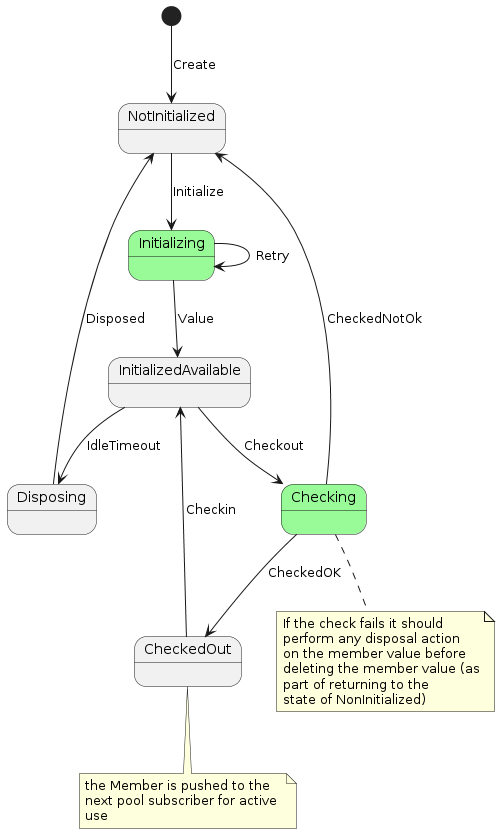 Create
NotInitialized
Initialize
Initializing
Retry
Disposed
Value
CheckedNotOk
InitializedAvailable
IdleTimeout
Checkout
Disposing
Checking
Checkin
CheckedOK
If the check fails it should
perform any disposal action
on the member value before
deleting the member value (as
part of returning to the
state of NonInitialized)
CheckedOut
the Member is pushed to the
next pool subscriber for active
use